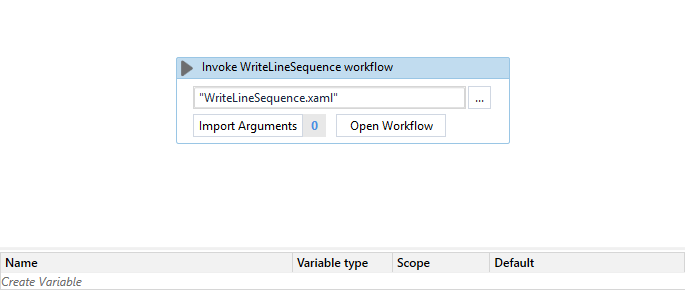 Invoke WriteLineSequence workflow
"WriteLineSequence.xaml"
...
Import Arguments 0 Open Workflow
Name Variable type Scope Default
Create Variable